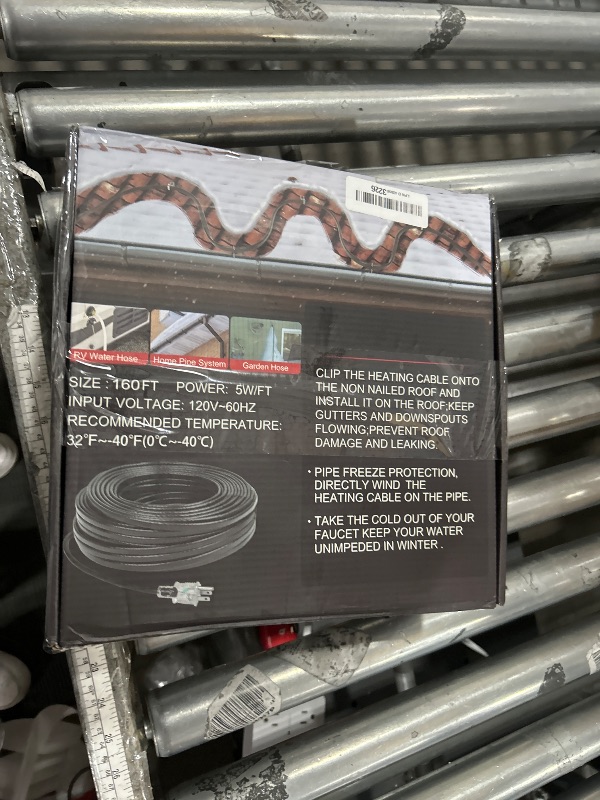 3226
RV Water Hose
Home Pipe System
Garden Hose
SIZE : 160FT POWER: 5W/FT
INPUT VOLTAGE: 120V~60HZ
RECOMMENDED TEMPERATURE:
32°F~-40°F(0℃~-40℃)
CLIP THE HEATING CABLE ONTO
THE NON NAILED ROOF AND
INSTALL IT ON THE ROOF;KEEP
GUTTERS AND DOWNSPOUTS
FLOWING;PREVENT ROOF
DAMAGE AND LEAKING.
• PIPE FREEZE PROTECTION,
DIRECTLY WIND THE
HEATING CABLE ON THE PIPE.
• TAKE THE COLD OUT OF YOUR
FAUCET KEEP YOUR WATER
UNIMPEDED IN WINTER .